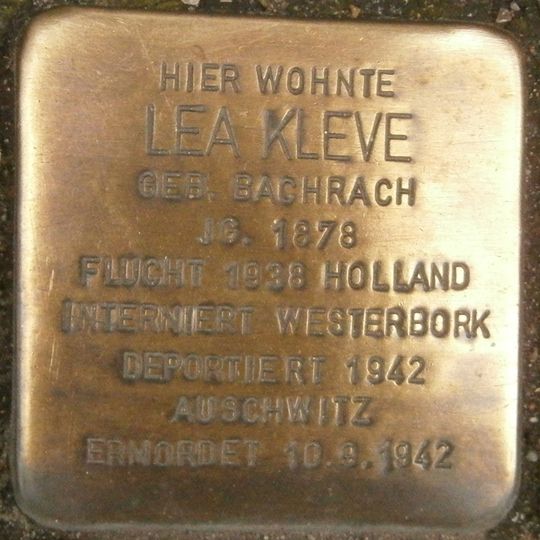 HIER WOHNTE
LEA KLEVE
GEB. BACHRACH
JG. 1878
FLUCHT 1938 HOLLAND
INTERNIERT WESTERBORK
DEPORTIERT 1942
AUSCHWITZ
ERMORDET 10.9.1942